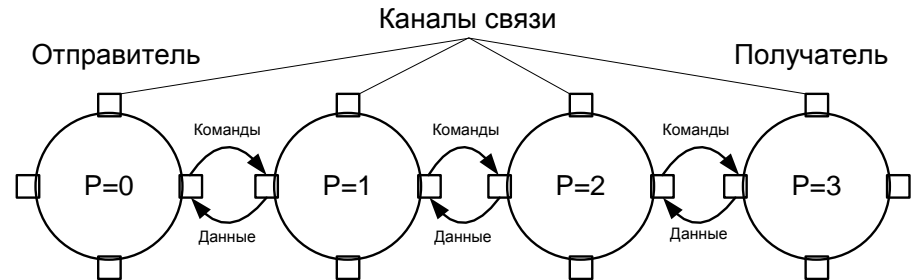 Каналы связи
Отправитель
Получатель
Команды
Команды
Команды
P=0
P=1
P=2
P=3
Данные
Данные
Данные